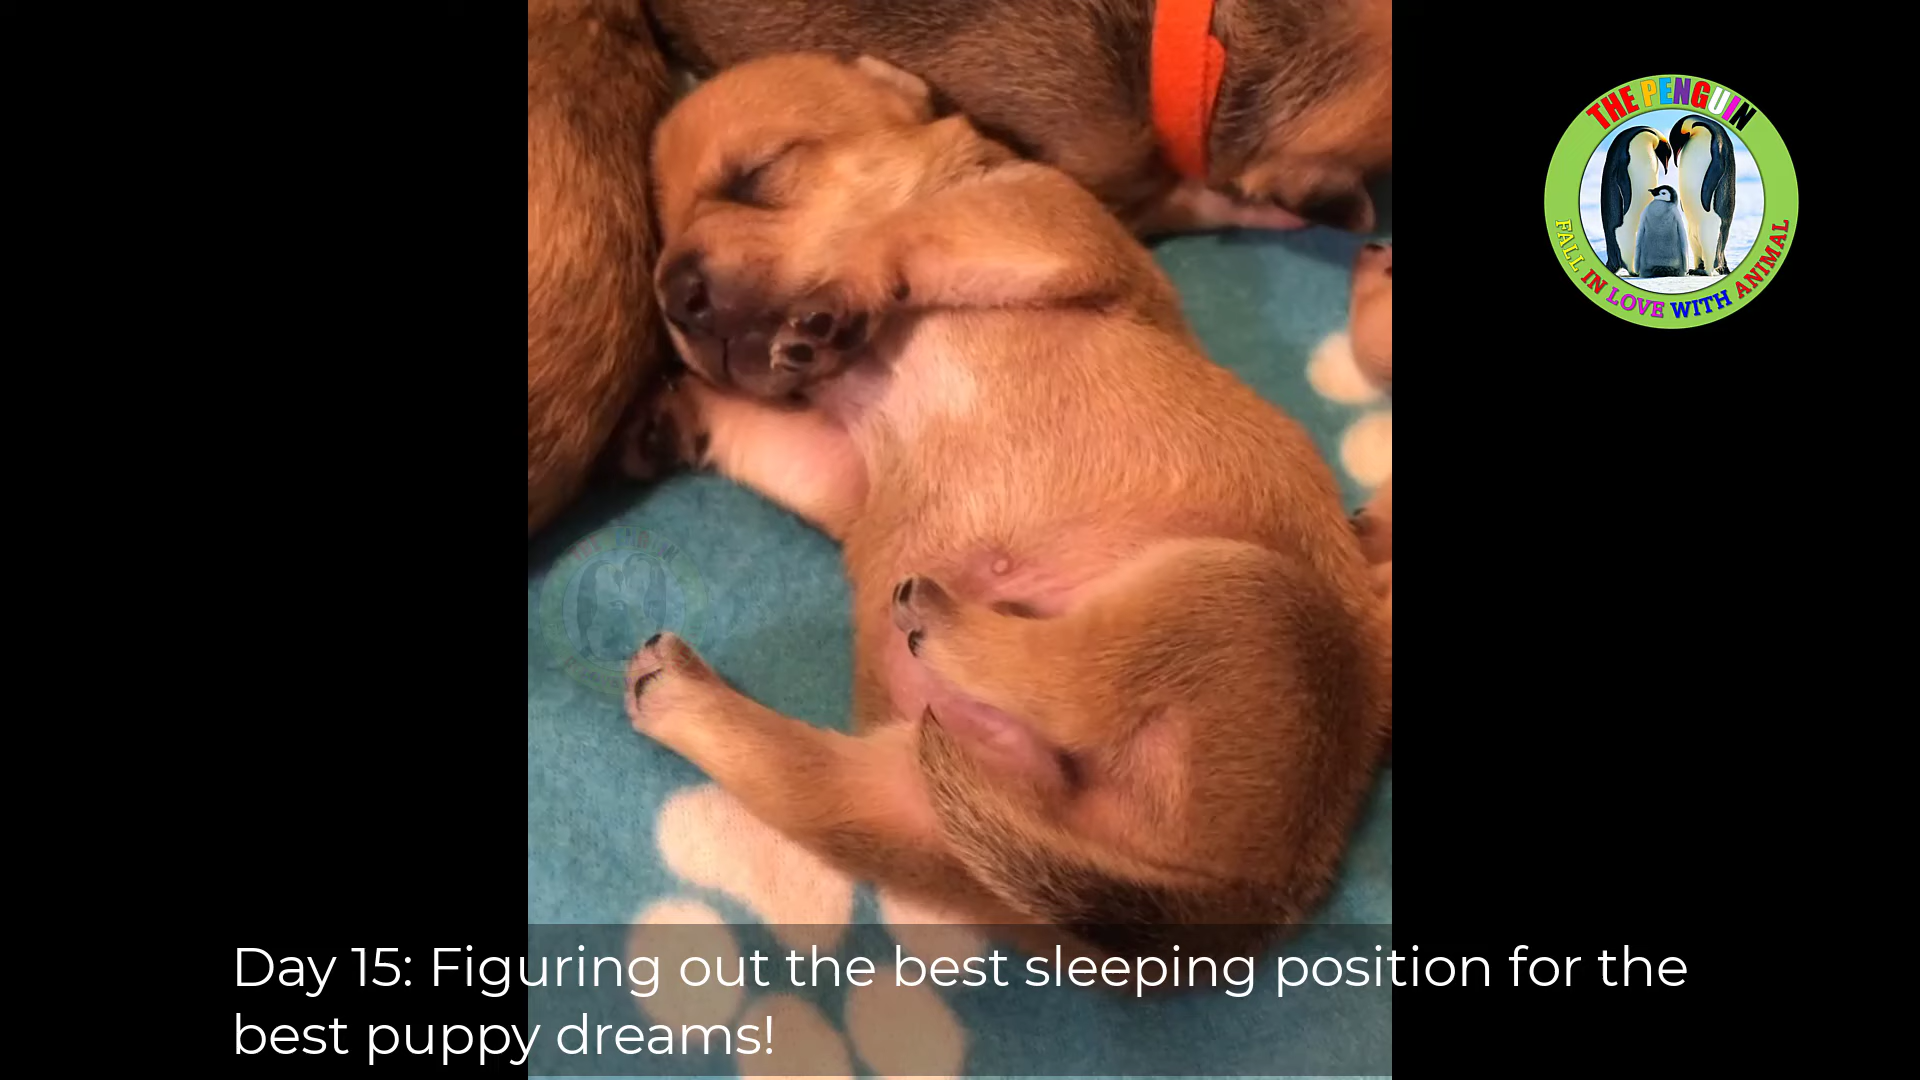 THE PENGUIN
FALL IN LOVE WITH ANIMAL
Day 15: Figuring out the best sleeping position for the
best puppy dreams!